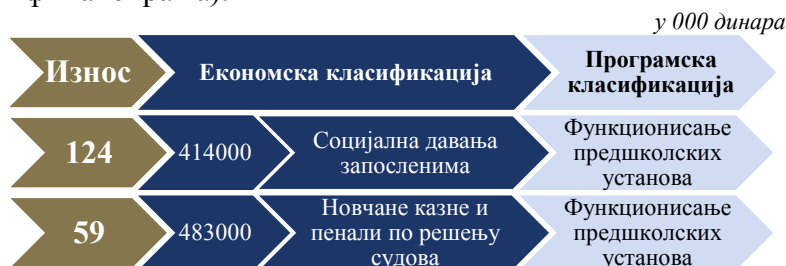 у 000 динара
Износ
Економска класификација
Програмска
класификација
124
414000
Социјална давања
запосленима
Функционисање
предшколских
установа
59
483000
Новчане казне и
пенали по решењу
судова
Функционисање
предшколских
установа